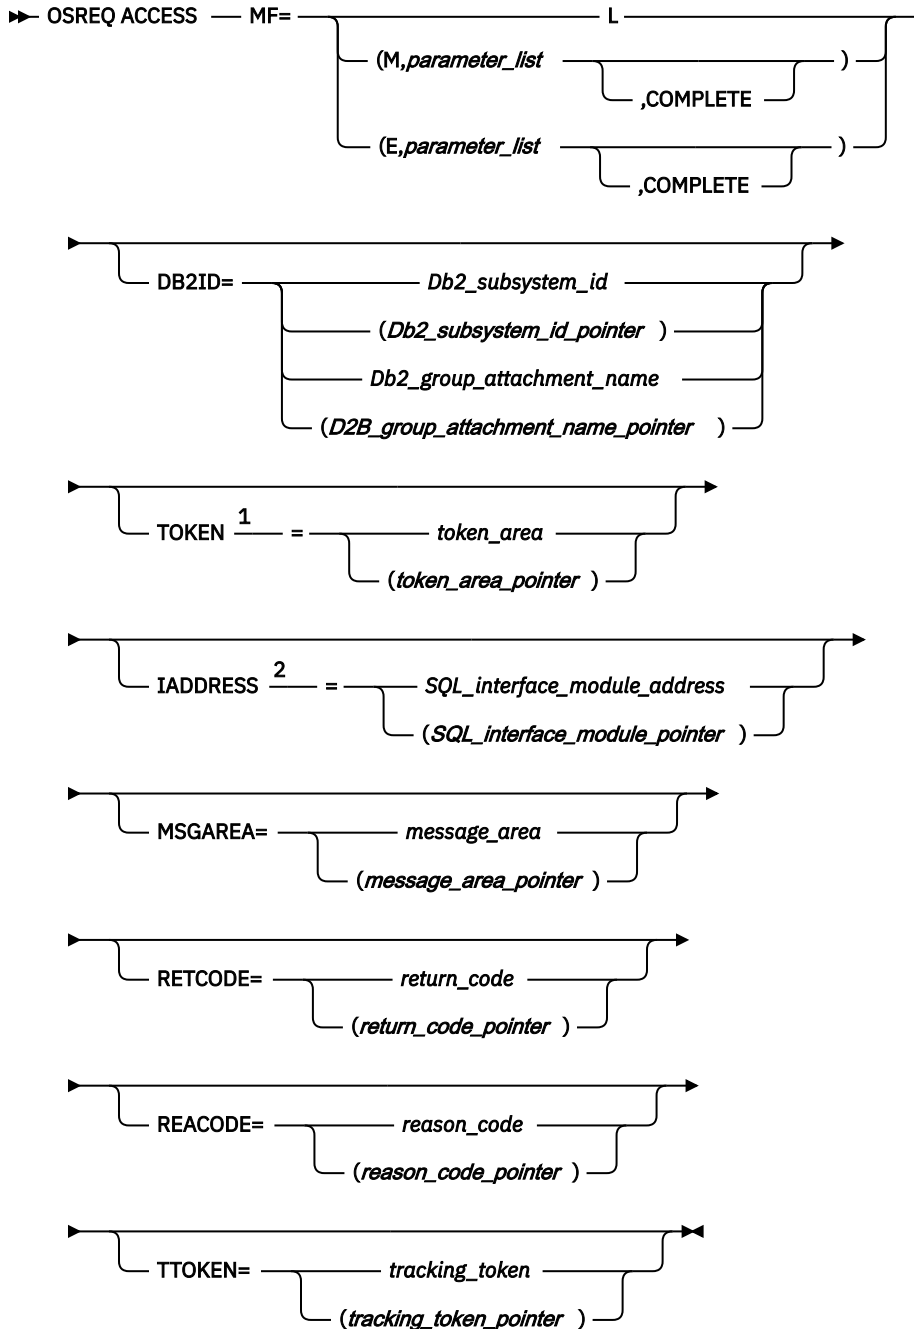 OSREQ ACCESS MF= L
(M,parameter_list )
,COMPLETE
(E,parameter_list )
,COMPLETE
DB2ID= Db2_subsystem_id
(Db2_subsystem_id_pointer )
Db2_group_attachment_name
(D2B_group_attachment_name_pointer )
TOKEN 1 = token_area
(token_area_pointer )
IADDRESS 2 = SQL_interface_module_address
(SQL_interface_module_pointer )
MSGAREA= message_area
(message_area_pointer )
RETCODE= return_code
(return_code_pointer )
REACODE= reason_code
(reason_code_pointer )
TTOKEN= tracking_token
(tracking_token_pointer )